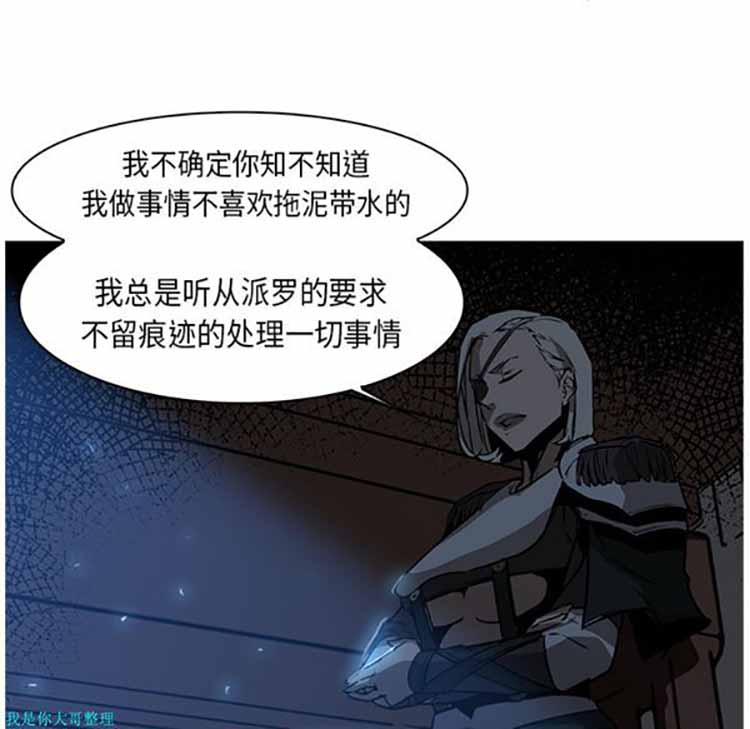 我不确定你知不知道
我做事情不喜欢拖泥带水的
我总是听从派罗的要求
不留痕迹的处理一切事情
我是你大哥整理